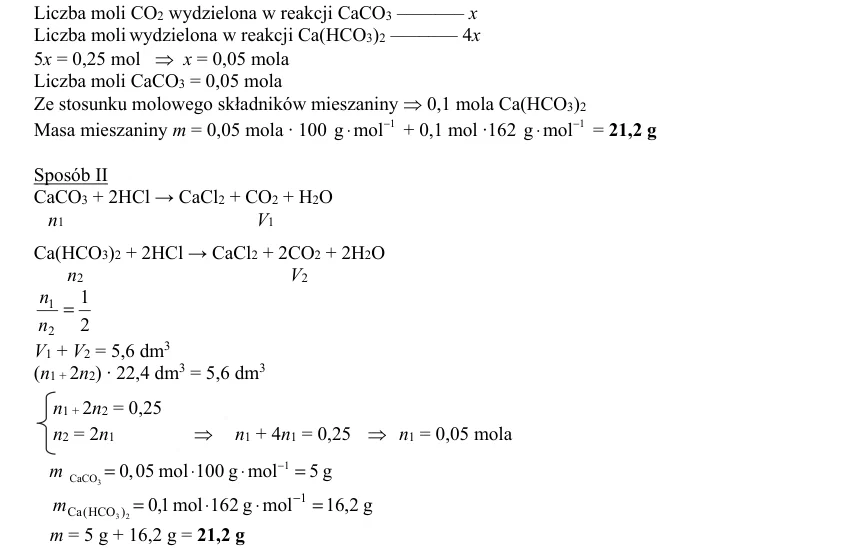 Liczba moli CO₂ wydzielona w reakcji CaCO₃ ———— x
Liczba moli wydzielona w reakcji Ca(HCO₃)₂ ———— 4x
5x = 0,25 mol ⇒ x = 0,05 mola
Liczba moli CaCO₃ = 0,05 mola
Ze stosunku molowego składników mieszaniny ⇒ 0,1 mola Ca(HCO₃)₂
Masa mieszaniny m = 0,05 mola · 100 g·mol⁻¹ + 0,1 mol ·162 g·mol⁻¹ = 21,2 g
Sposób II
CaCO₃ + 2HCl → CaCl₂ + CO₂ + H₂O
n₁ V₁
Ca(HCO₃)₂ + 2HCl → CaCl₂ + 2CO₂ + 2H₂O
n₂ V₂
n₁/n₂ = 1/2
V₁ + V₂ = 5,6 dm³
(n₁ + 2n₂) · 22,4 dm³ = 5,6 dm³
n₁ + 2n₂ = 0,25
n₂ = 2n₁ ⇒ n₁ + 4n₁ = 0,25 ⇒ n₁ = 0,05 mola
m CaCO₃ = 0,05 mol·100 g·mol⁻¹ = 5 g
m Ca(HCO₃)₂ = 0,1 mol·162 g·mol⁻¹ = 16,2 g
m = 5 g + 16,2 g = 21,2 g